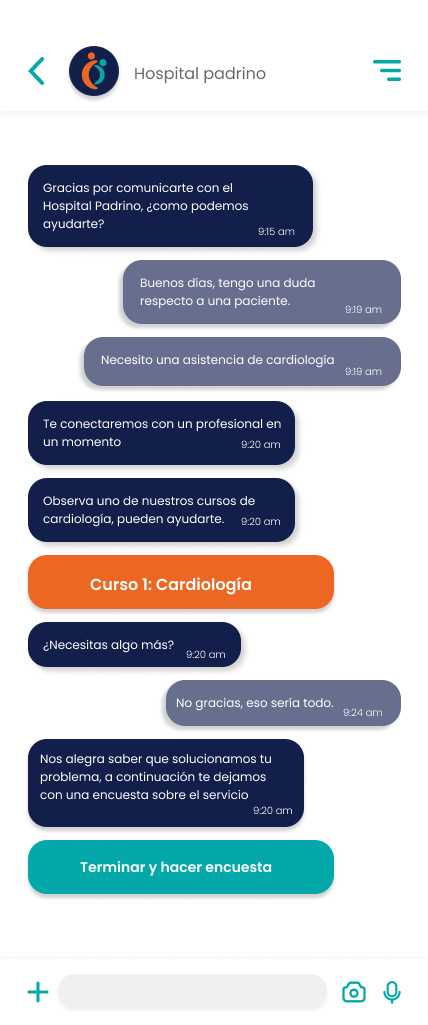 Hospital padrino
Gracias por comunicarte con el
Hospital Padrino, ¿como podemos
ayudarte?
9:15 am
Buenos días, tengo una duda
respecto a una paciente.
9:19 am
Necesito una asistencia de cardiología
9:19 am
Te conectaremos con un profesional en
un momento
9:20 am
Observa uno de nuestros cursos de
cardiología, pueden ayudarte.
9:20 am
Curso 1: Cardiología
¿Necesitas algo más?
9:20 am
No gracias, eso sería todo.
9:24 am
Nos alegra saber que solucionamos tu
problema, a continuación te dejamos
con una encuesta sobre el servicio
9:20 am
Terminar y hacer encuesta